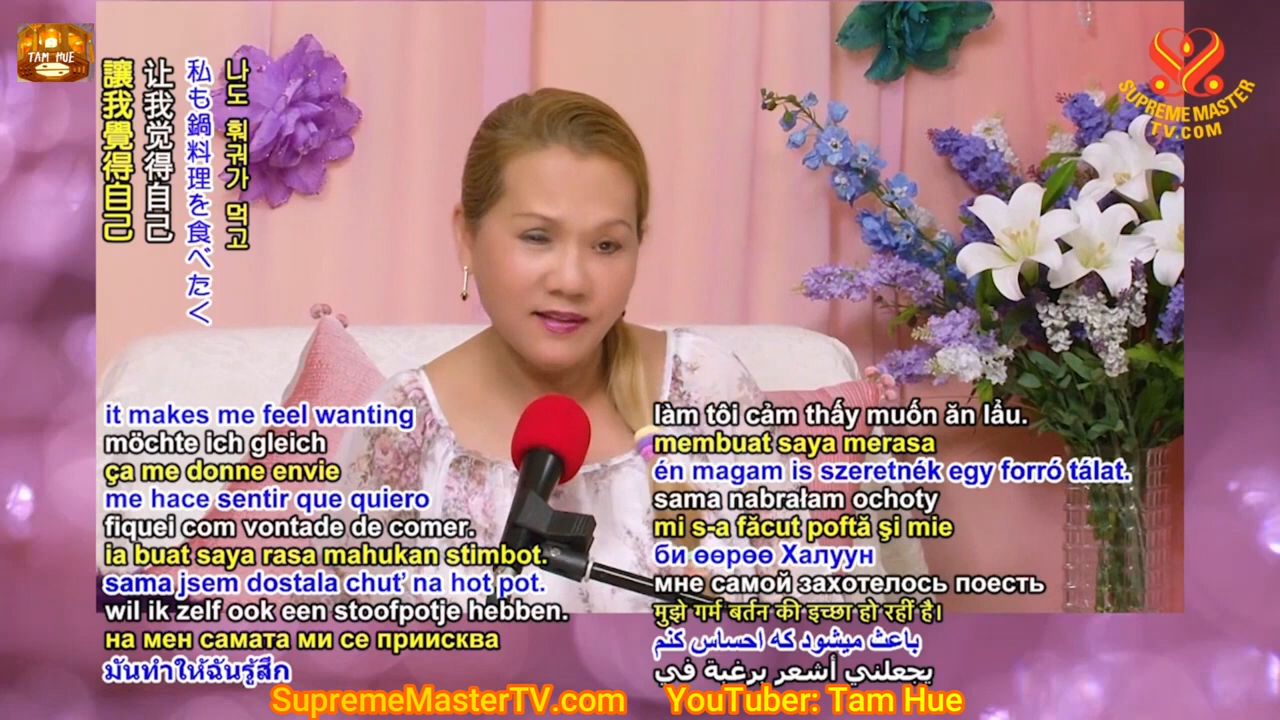 TAM HUE
讓我覺得自己
让我觉得自己
私も鍋料理を食べたく
나도 훠궈가 먹고
SUPREME MASTER
TV.COM
it makes me feel wanting
möchte ich gleich
ça me donne envie
me hace sentir que quiero
fiquei com vontade de comer.
ia buat saya rasa mahukan stimbot.
sama jsem dostala chuť na hot pot.
wil ik zelf ook een stoofpotje hebben.
на мен самата ми се приисква
มันทำให้ฉันรู้สึก
làm tôi cảm thấy muốn ăn lẩu.
membuat saya merasa
én magam is szeretnék egy forró tálat.
sama nabrałam ochoty
mi s-a făcut poftă şi mie
би өөрөө Халуун
мне самой захотелось поесть
मुझे गर्म बर्तन की इच्छा हो रहीं है।
باعث میشود که احساس کنم
يجعلني أشعر برغبة في
SupremeMasterTV.com
YouTuber: Tam Hue